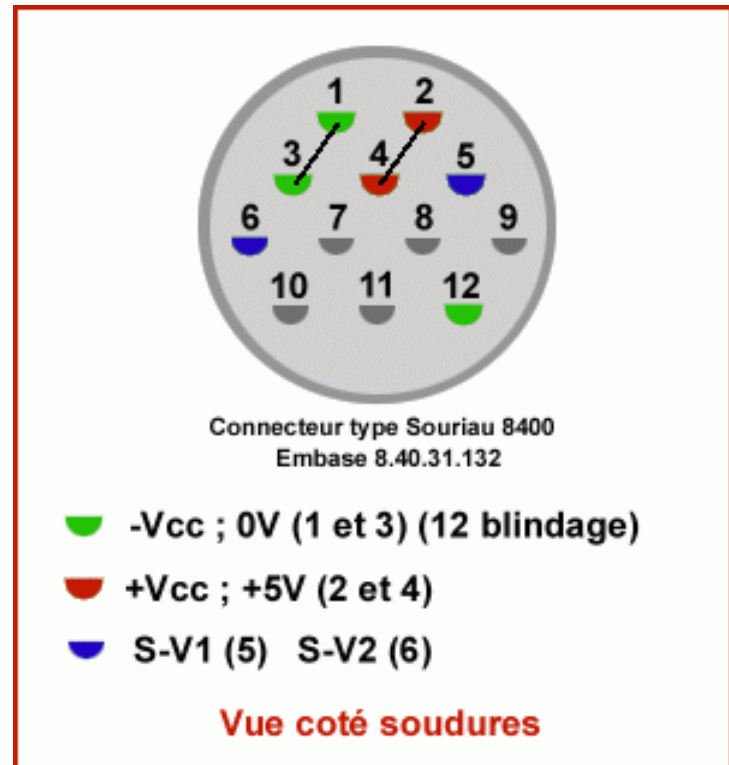 1 2
3 4 5
6 7 8 9
10 11 12
Connecteur type Souriau 8400
Embase 8.40.31.132
-Vcc ; 0V (1 et 3) (12 blindage)
+Vcc ; +5V (2 et 4)
S-V1 (5) S-V2 (6)
Vue coté soudures